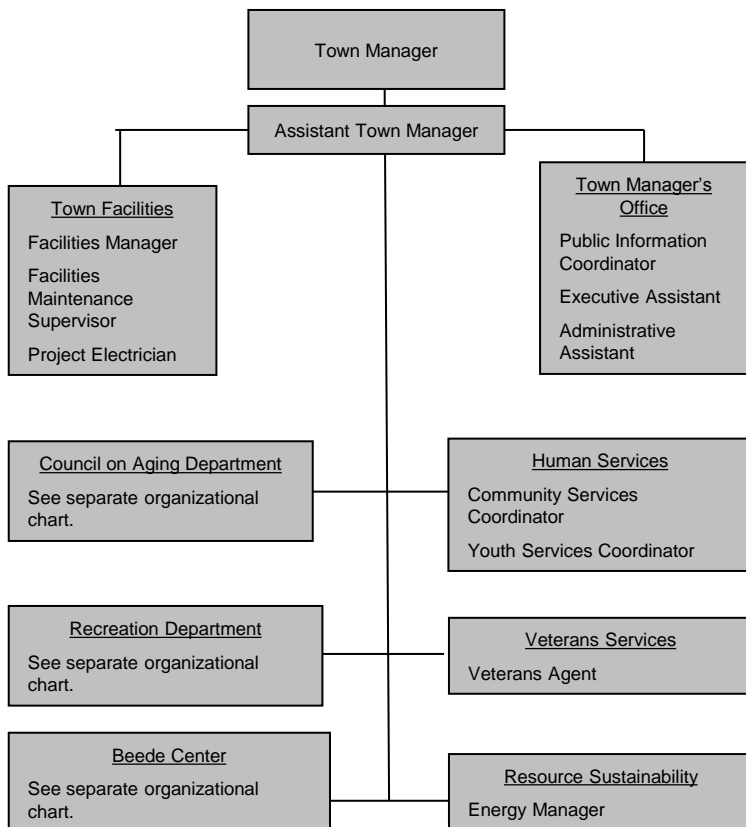 Town Manager
Assistant Town Manager
Town Facilities
Facilities Manager
Facilities
Maintenance
Supervisor
Project Electrician
Town Manager's
Office
Public Information
Coordinator
Executive Assistant
Administrative
Assistant
Council on Aging Department
See separate organizational
chart.
Human Services
Community Services
Coordinator
Youth Services Coordinator
Recreation Department
See separate organizational
chart.
Veterans Services
Veterans Agent
Beede Center
See separate organizational
chart.
Resource Sustainability
Energy Manager